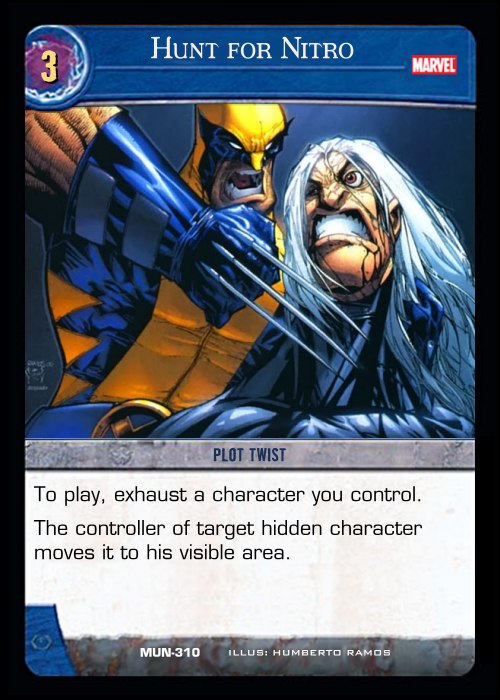 3
Hunt for Nitro
MARVEL
PLOT TWIST
To play, exhaust a character you control.
The controller of target hidden character
moves it to his visible area.
MUN-310 ILLUS: HUMBERTO RAMOS